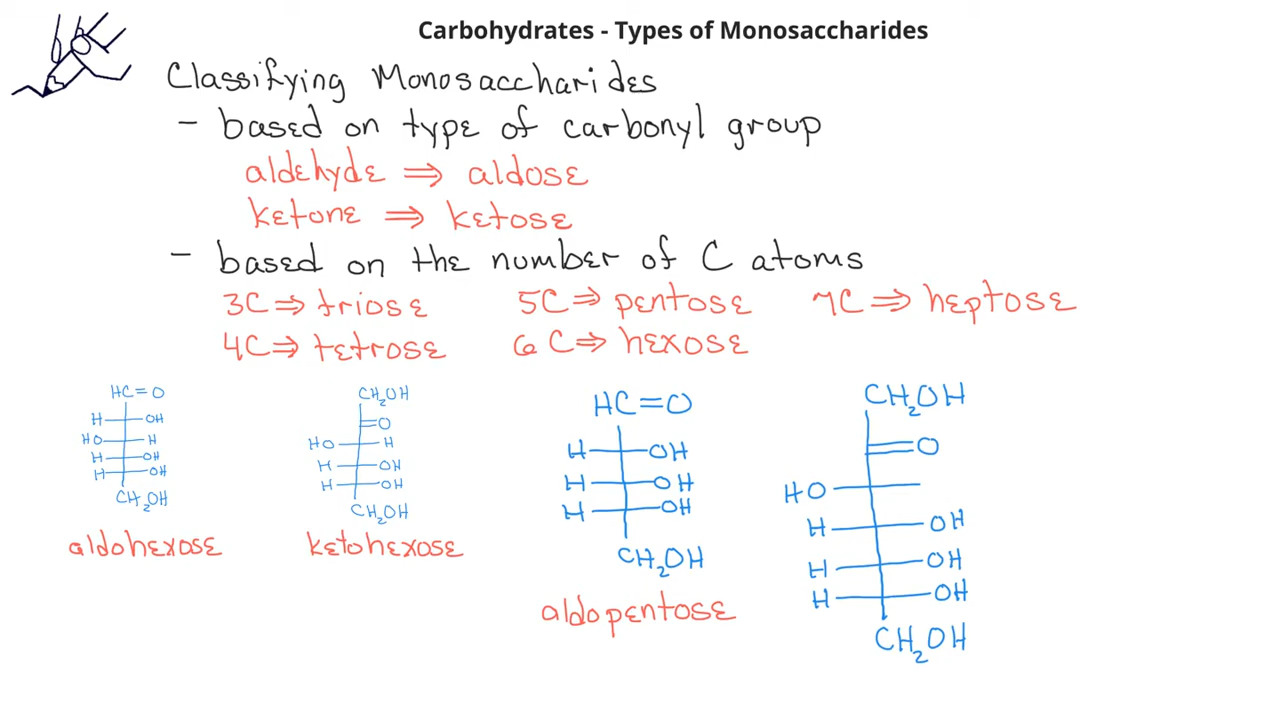 Carbohydrates - Types of Monosaccharides
Classifying Monosaccharides
- based on type of carbonyl group
aldehyde ⇒ aldose
ketone ⇒ ketose
- based on the number of C atoms
3C ⇒ triose 5C ⇒ pentose 7C ⇒ heptose
4C ⇒ tetrose 6C ⇒ hexose
HC=O
H OH
HO H
H OH
H OH
CH₂OH
aldohexose
CH₂OH
=O
HO H
H OH
H OH
CH₂OH
ketohexose
HC=O
H OH
H OH
H OH
CH₂OH
aldopentose
CH₂OH
=O
HO
H OH
H OH
H OH
CH₂OH